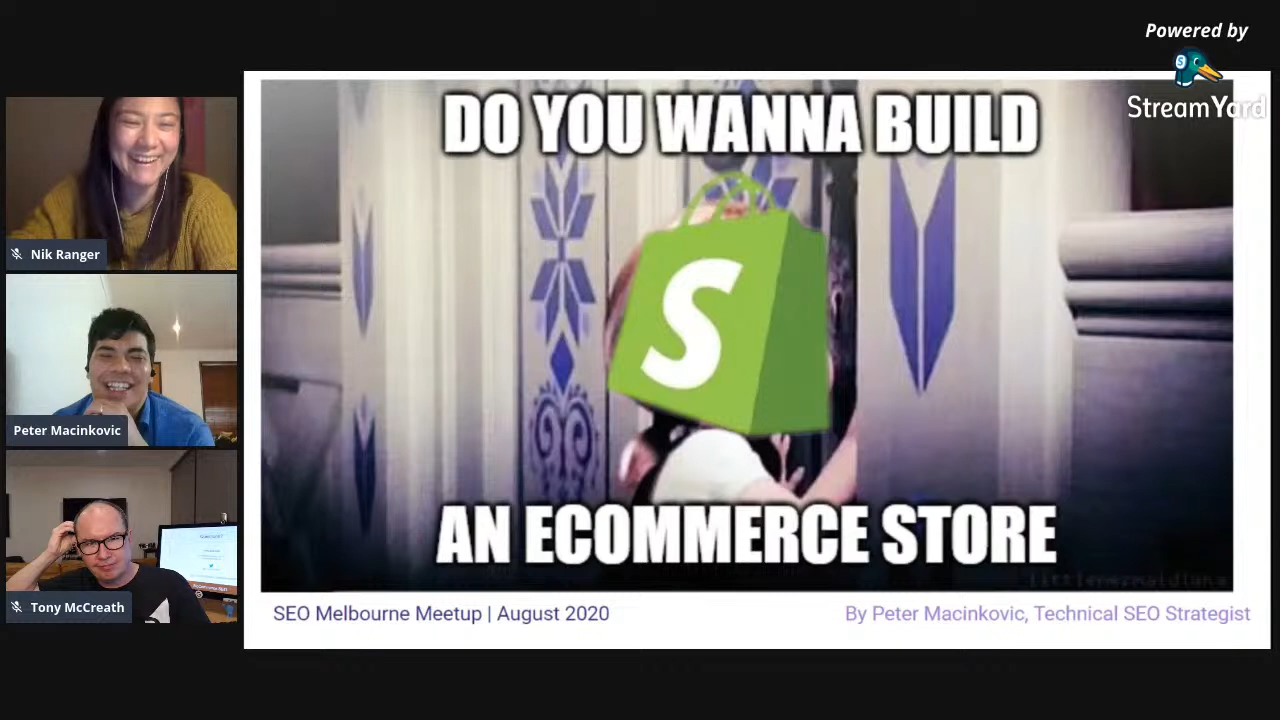 Powered by
StreamYard
Nik Ranger
Peter Macinkovic
Tony McCreath
DO YOU WANNA BUILD
S
AN ECOMMERCE STORE
littlemermaidluna
SEO Melbourne Meetup | August 2020
By Peter Macinkovic, Technical SEO Strategist